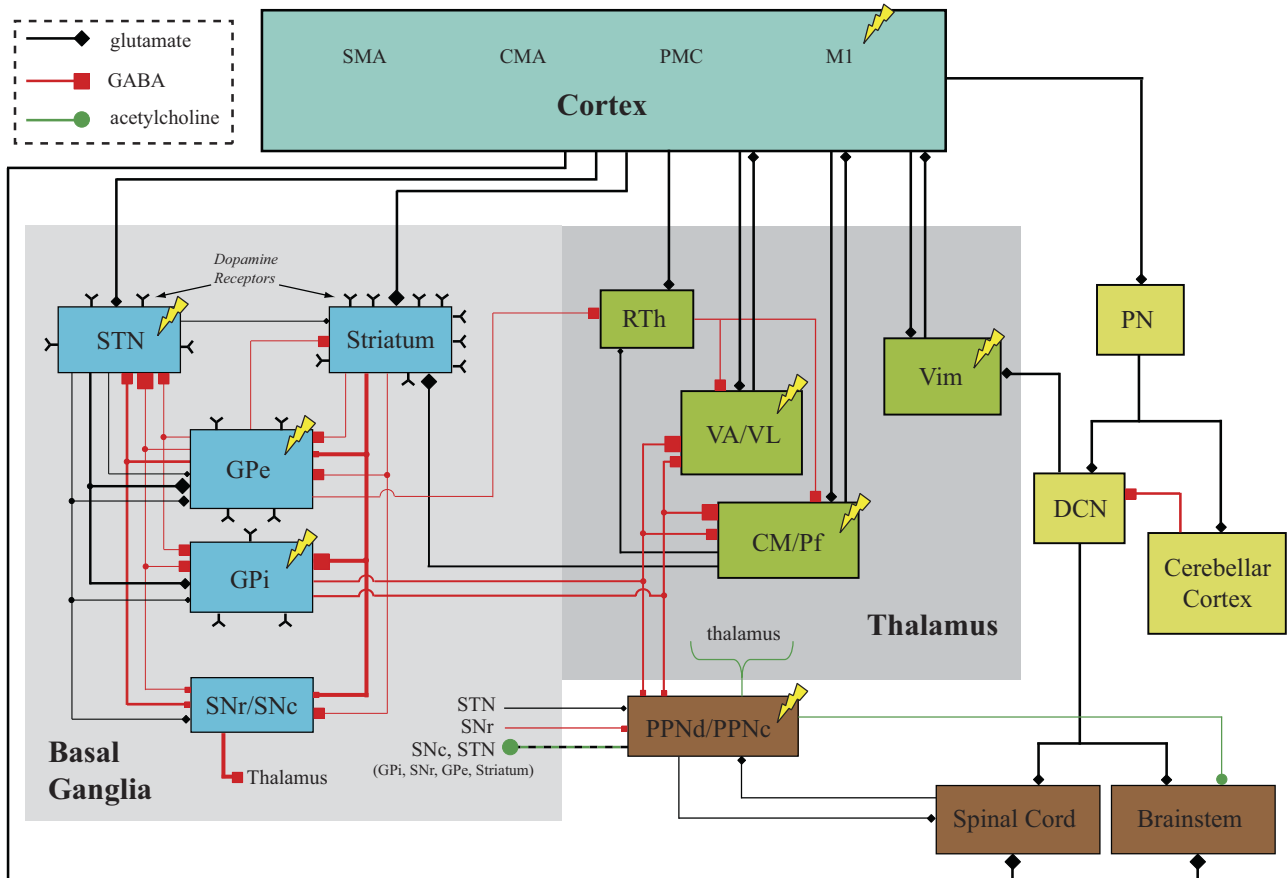 glutamate
GABA
acetylcholine
SMA CMA PMC M1
Cortex
Dopamine
Receptors
STN
Striatum
RTh
PN
Vim
VA/VL
GPe
DCN
CM/Pf
GPi
Cerebellar
Cortex
Thalamus
thalamus
SNr/SNc
STN
SNr
SNc, STN
(GPi, SNr, GPe, Striatum)
PPNd/PPNc
Basal
Ganglia
Thalamus
Spinal Cord
Brainstem